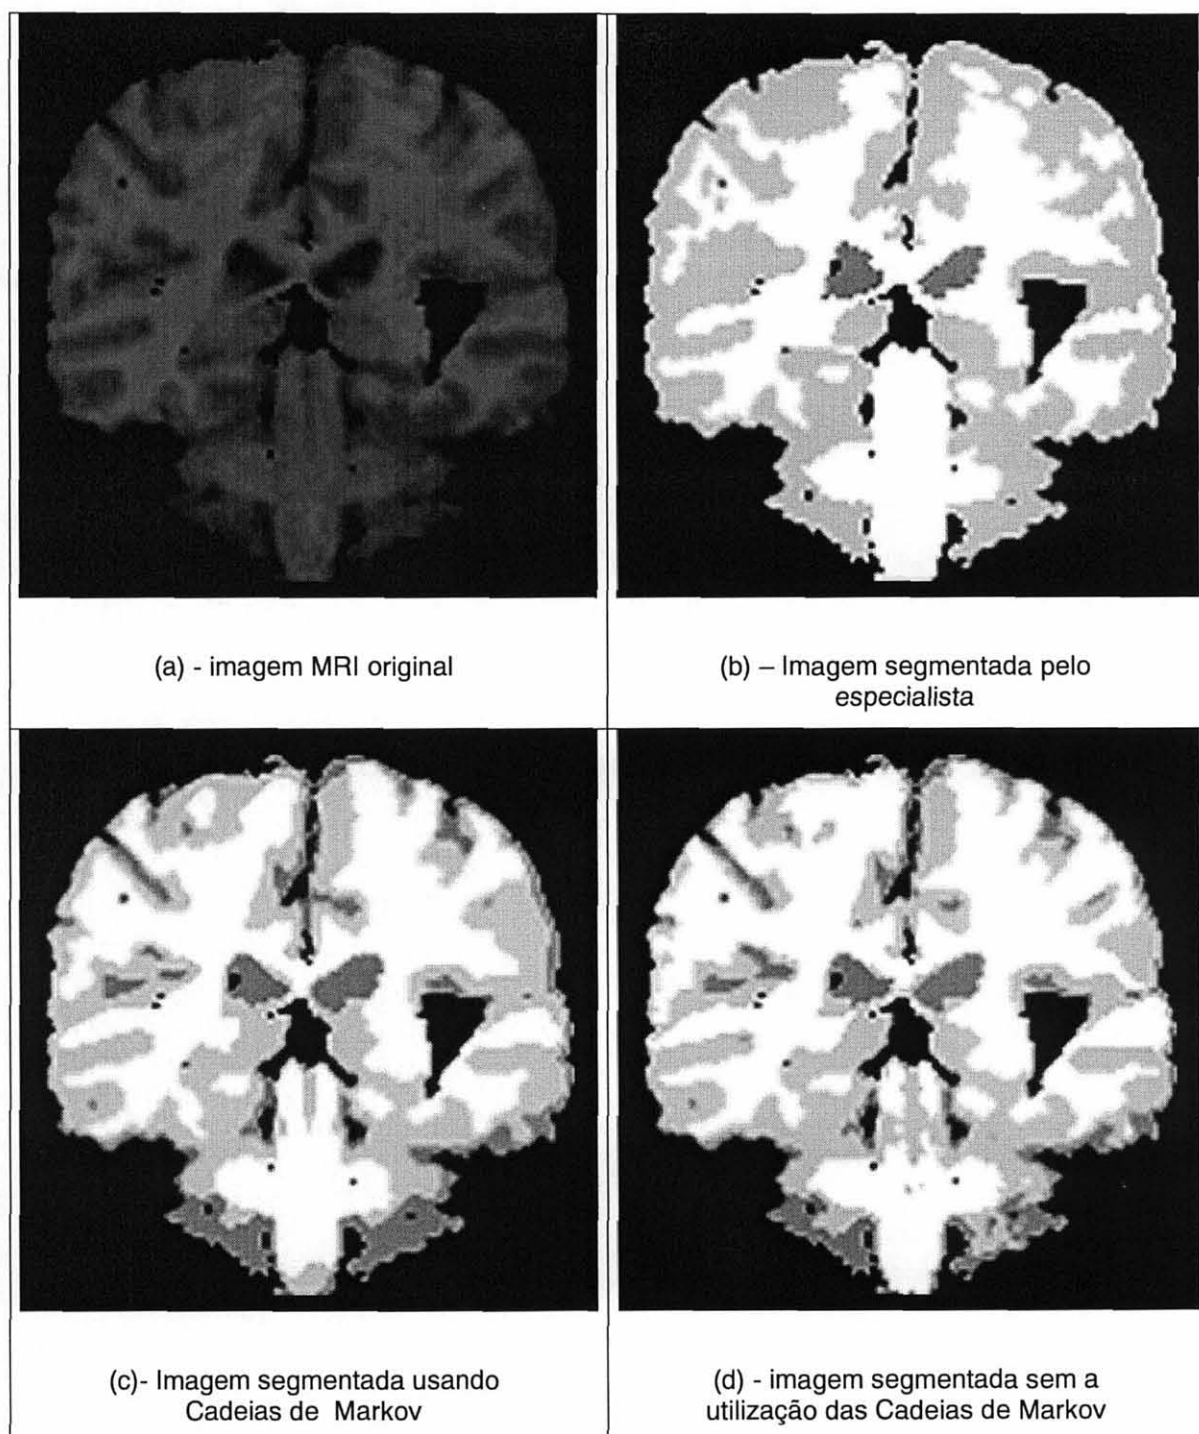 (a) - imagem MRI original
(b) – Imagem segmentada pelo
especialista
(c)- Imagem segmentada usando
Cadeias de Markov
(d) - imagem segmentada sem a
utilização das Cadeias de Markov